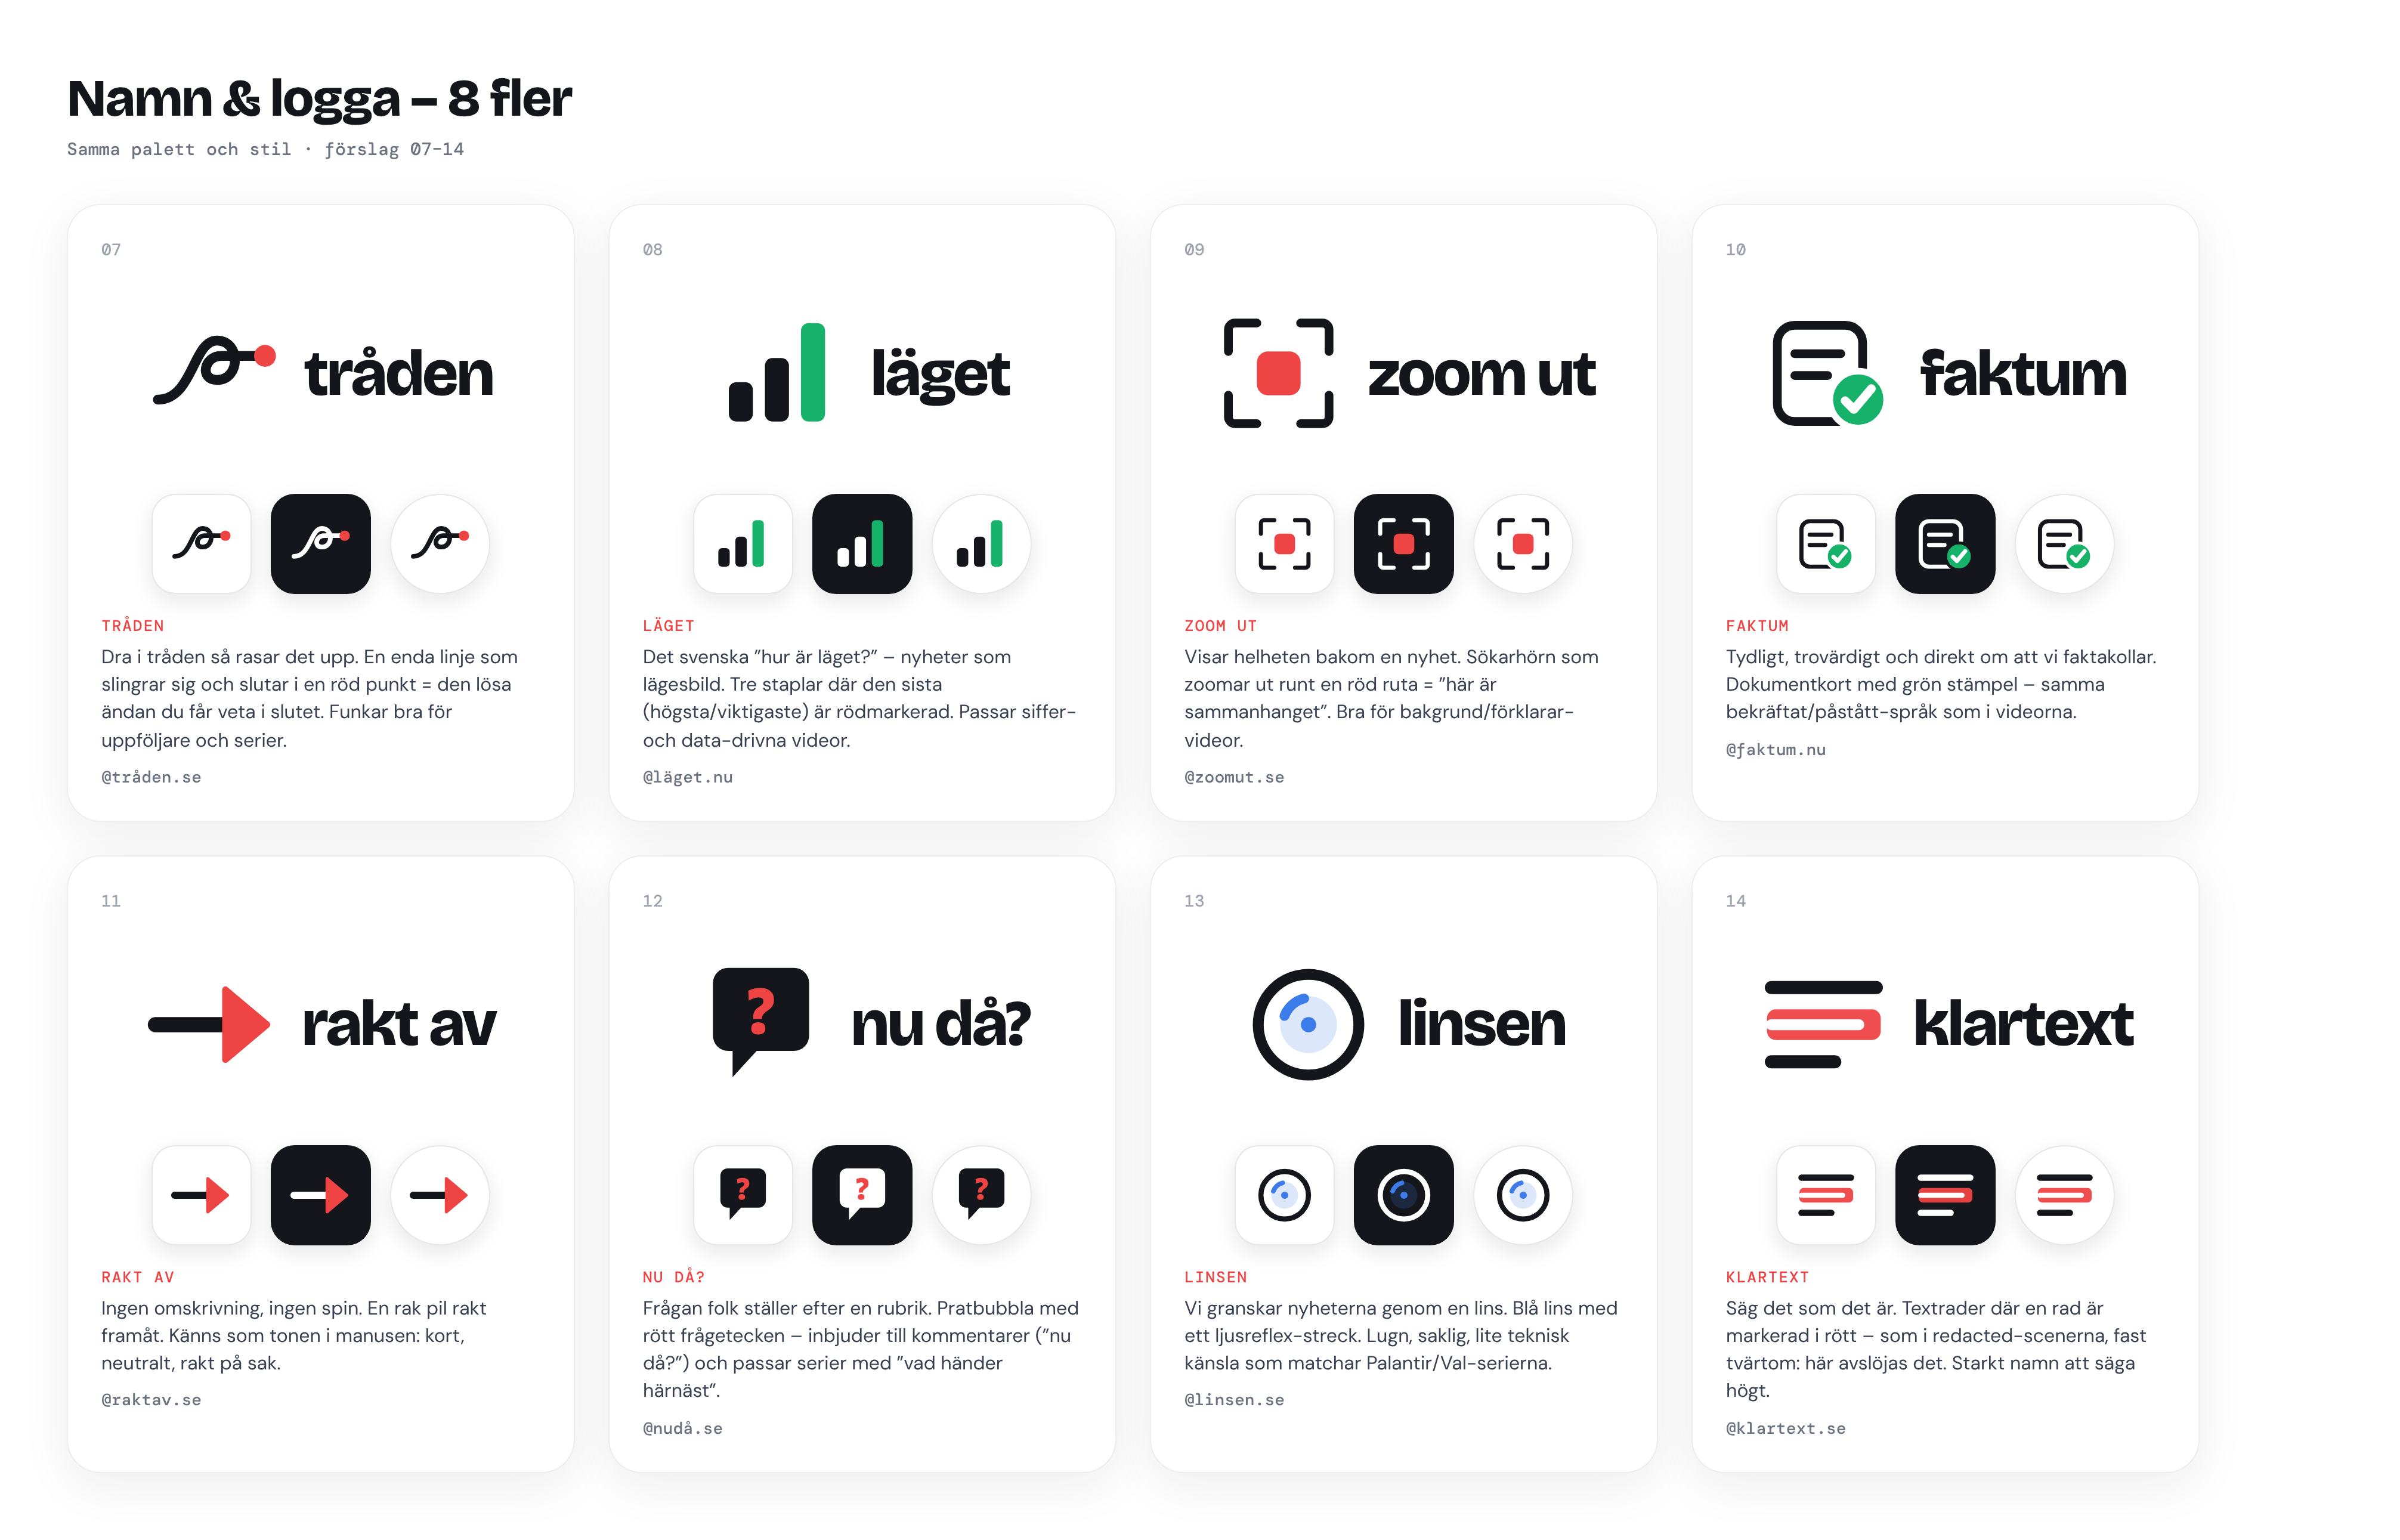 Namn & logga – 8 fler
Samma palett och stil · förslag 07–14
07
tråden
TRÅDEN
Dra i tråden så rasar det upp. En enda linje som
slingrar sig och slutar i en röd punkt = den lösa
ändan du får veta i slutet. Funkar bra för
uppföljare och serier.
@tråden.se
08
läget
LÄGET
Det svenska ”hur är läget?” – nyheter som
lägesbild. Tre staplar där den sista
(högsta/viktigaste) är rödmarkerad. Passar siffer-
och data-drivna videor.
@läget.nu
09
zoom ut
ZOOM UT
Visar helheten bakom en nyhet. Sökarhörn som
zoomar ut runt en röd ruta = ”här är
sammanhanget”. Bra för bakgrund/förklarar-
videor.
@zoomut.se
10
faktum
FAKTUM
Tydligt, trovärdigt och direkt om att vi faktakollar.
Dokumentkort med grön stämpel – samma
bekräftat/påstått-språk som i videorna.
@faktum.nu
11
rakt av
RAKT AV
Ingen omskrivning, ingen spin. En rak pil rakt
framåt. Känns som tonen i manusen: kort,
neutralt, rakt på sak.
@raktav.se
12
?
nu då?
?
?
?
NU DÅ?
Frågan folk ställer efter en rubrik. Pratbubbla med
rött frågetecken – inbjuder till kommentarer (”nu
då?”) och passar serier med ”vad händer
härnäst”.
@nudå.se
13
linsen
LINSEN
Vi granskar nyheterna genom en lins. Blå lins med
ett ljusreflex-streck. Lugn, saklig, lite teknisk
känsla som matchar Palantir/Val-serierna.
@linsen.se
14
klartext
KLARTEXT
Säg det som det är. Textrader där en rad är
markerad i rött – som i redacted-scenerna, fast
tvärtom: här avslöjas det. Starkt namn att säga
högt.
@klartext.se